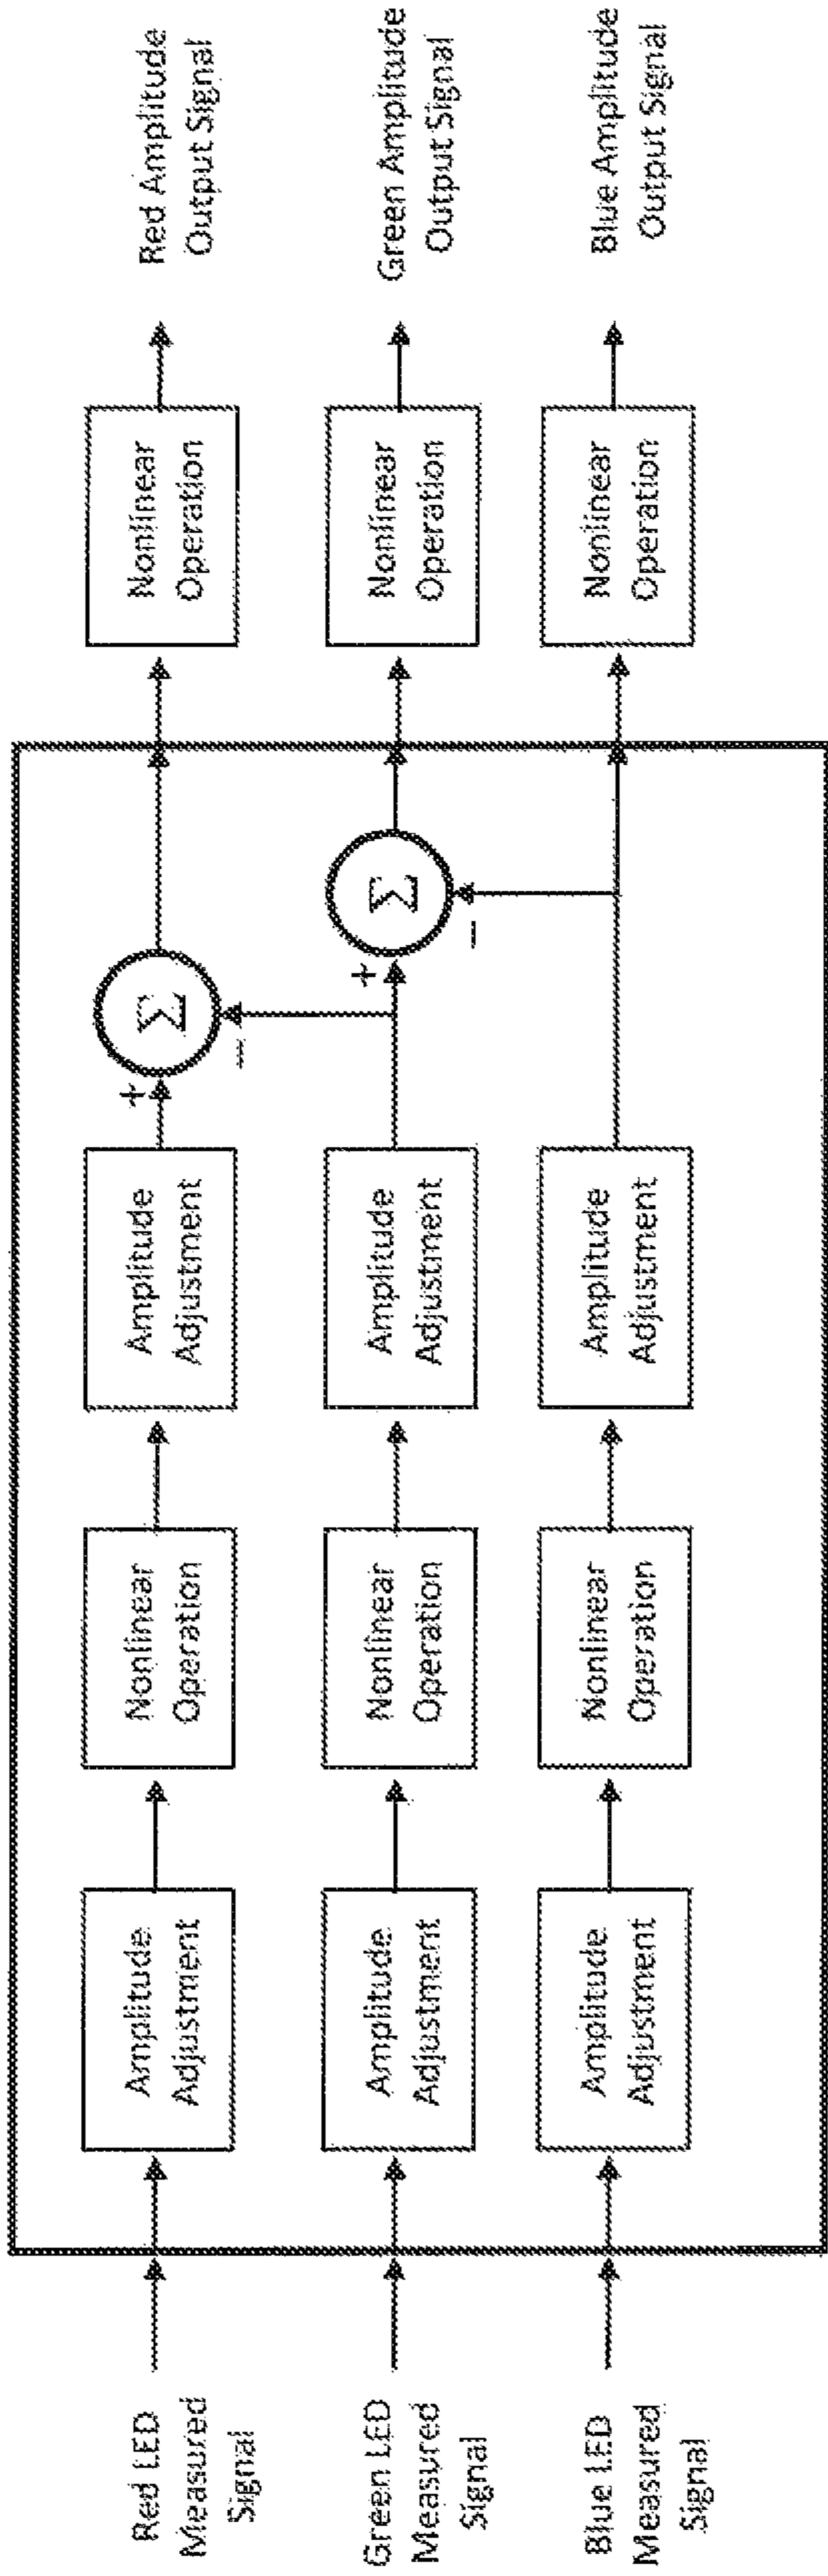 Red LED
Measured
Signal
Amplitude
Adjustment
Nonlinear
Operation
Amplitude
Adjustment
+
−
Σ
Nonlinear
Operation
Red Amplitude
Output Signal
Green LED
Measured
Signal
Amplitude
Adjustment
Nonlinear
Operation
Amplitude
Adjustment
+
−
Σ
Nonlinear
Operation
Green Amplitude
Output Signal
Blue LED
Measured
Signal
Amplitude
Adjustment
Nonlinear
Operation
Amplitude
Adjustment
Nonlinear
Operation
Blue Amplitude
Output Signal